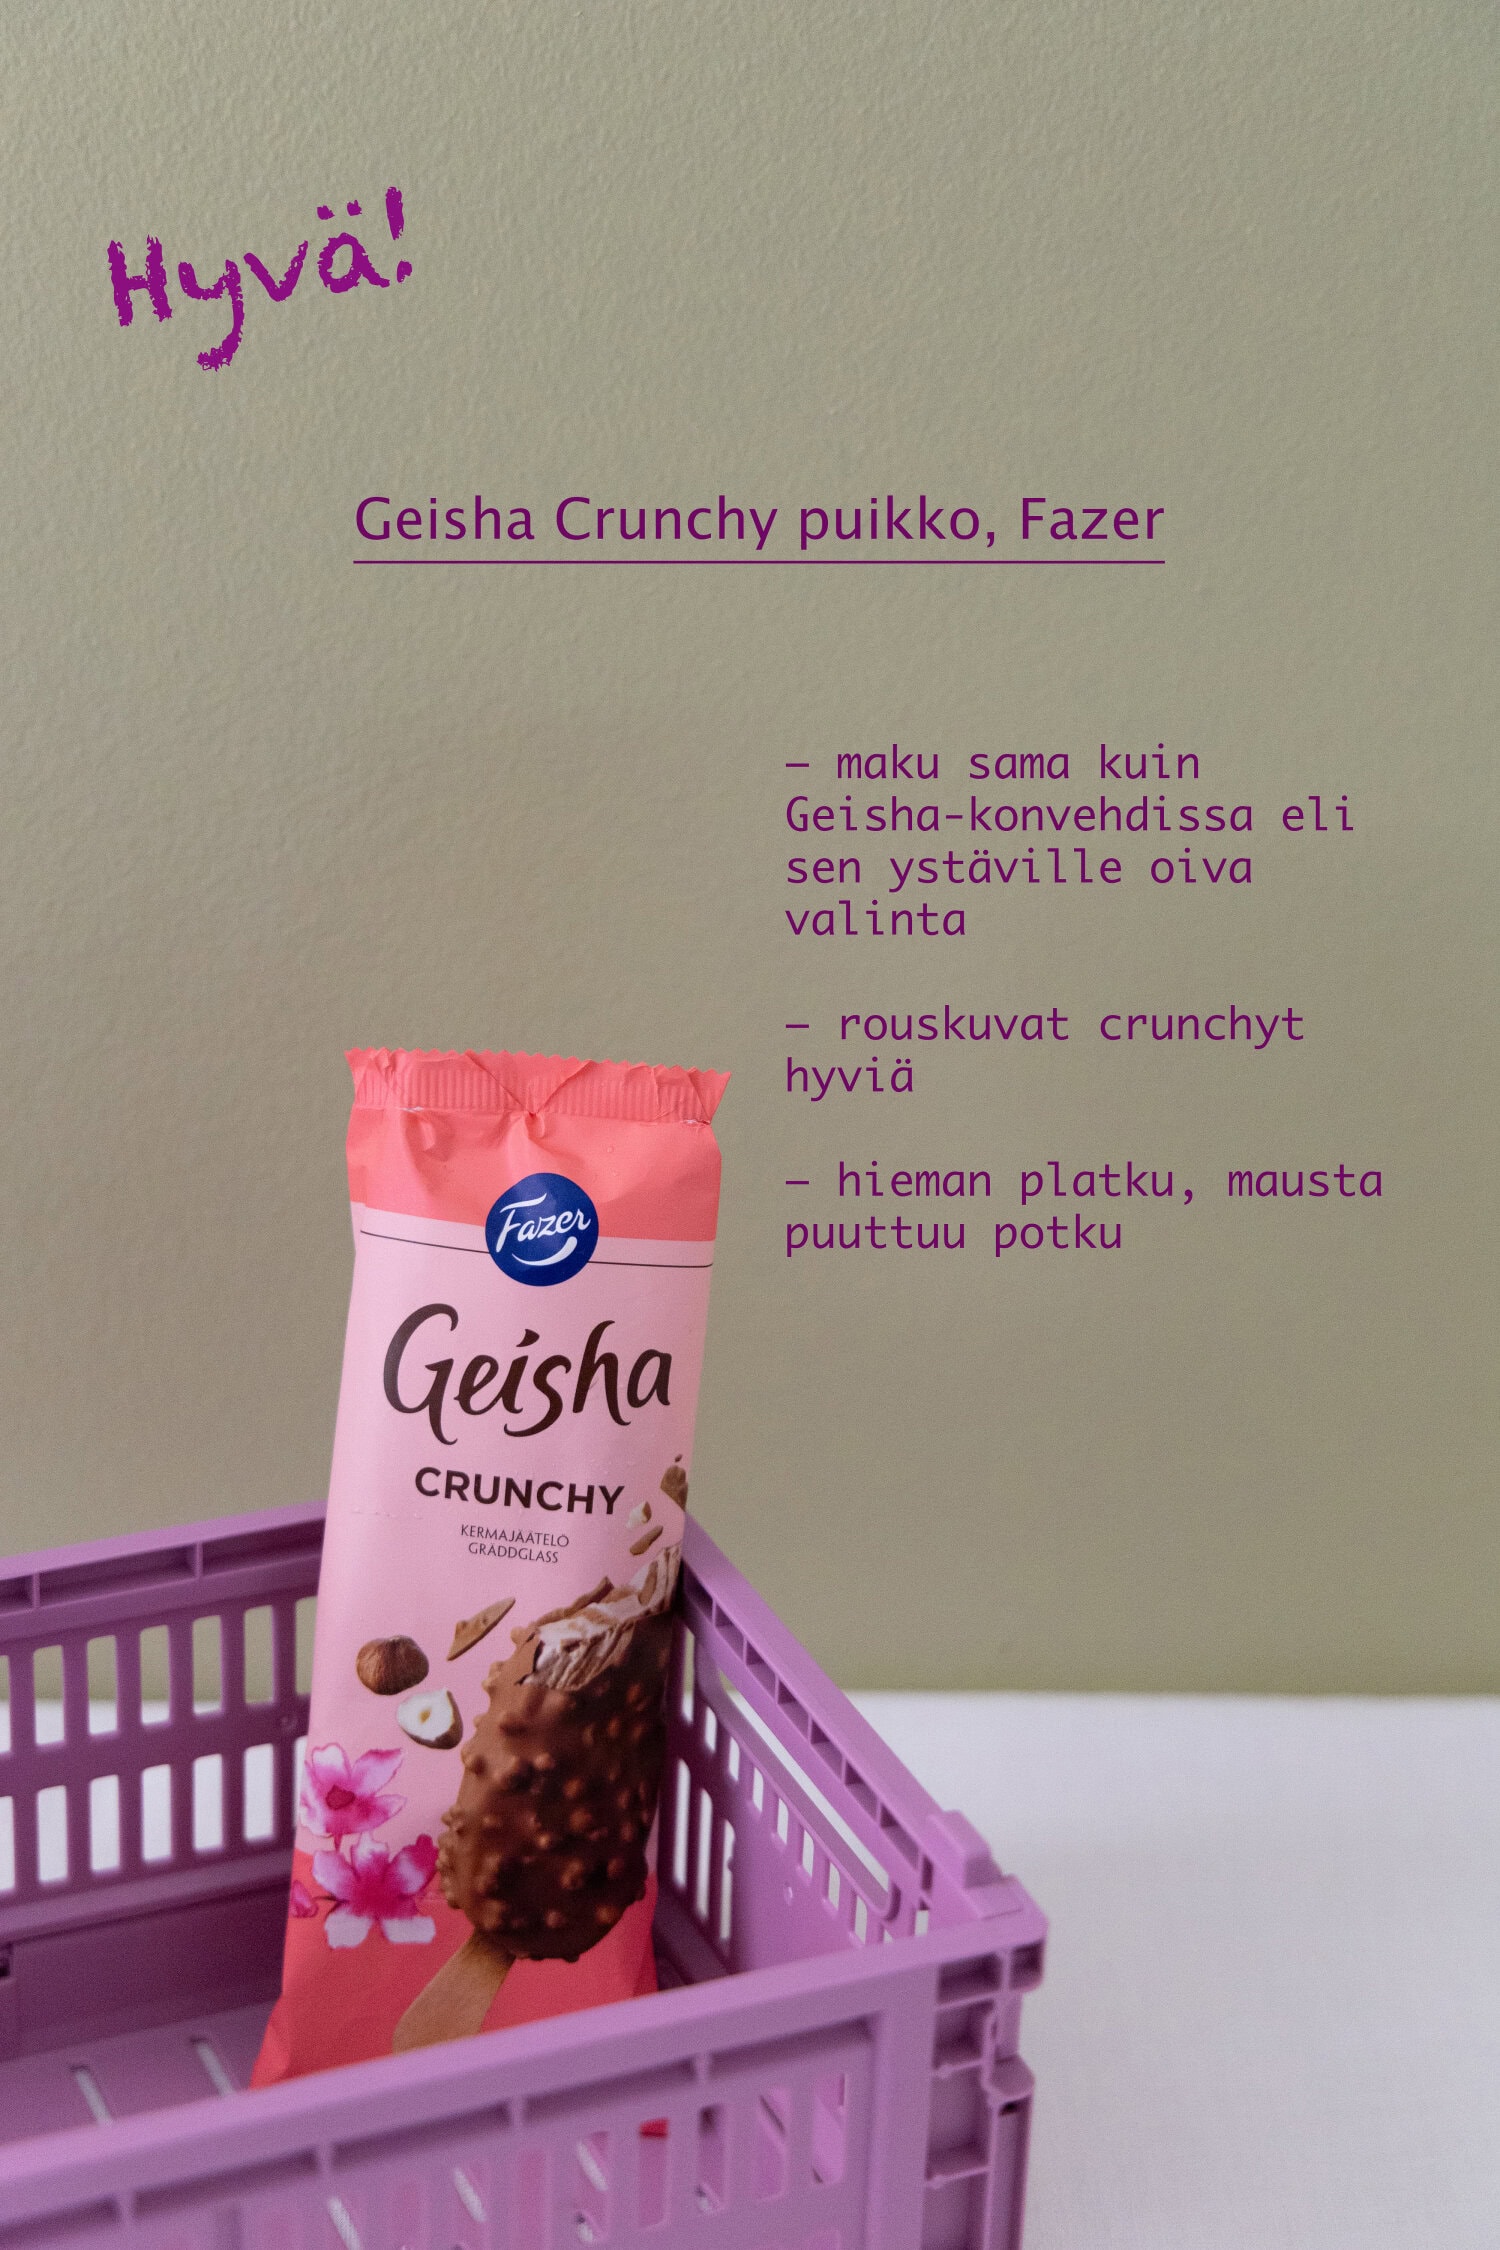 Hyvä!
Geisha Crunchy puikko, Fazer
– maku sama kuin
Geisha-konvehdissa eli
sen ystäville oiva
valinta
– rouskuvat crunchyt
hyviä
– hieman platku, mausta
puuttuu potku
Fazer
Geisha
CRUNCHY
KERMAJÄÄTELÖ
GRÄDDGLASS